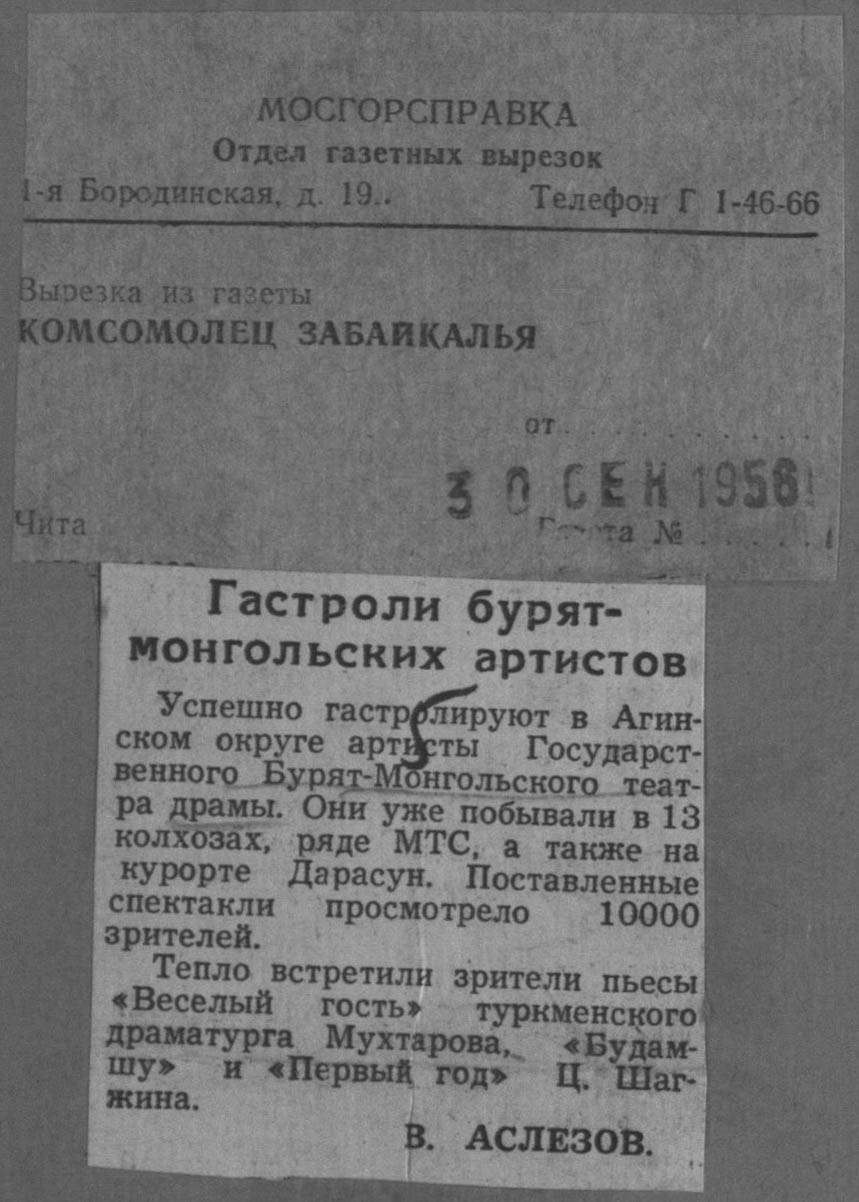 МОСГОРСПРАВКА
Отдел газетных вырезок
1-я Бородинская, д. 19.. Телефон Г 1-46-66
Вырезка из газеты
КОМСОМОЛЕЦ ЗАБАЙКАЛЬЯ
от . . . . . . . . . . .
30 СЕН 1956
Чита Газета № . . . . .
Гастроли бурят-
монгольских артистов
Успешно гастролируют в Агин-
ском округе артисты Государст-
венного Бурят-Монгольского теат-
ра драмы. Они уже побывали в 13
колхозах, ряде МТС, а также на
курорте Дарасун. Поставленные
спектакли просмотрело 10000
зрителей.
Тепло встретили зрители пьесы
«Веселый гость» туркменского
драматурга Мухтарова, «Будам-
шу» и «Первый год» Ц. Шаг-
жина.
В. АСЛЕЗОВ.